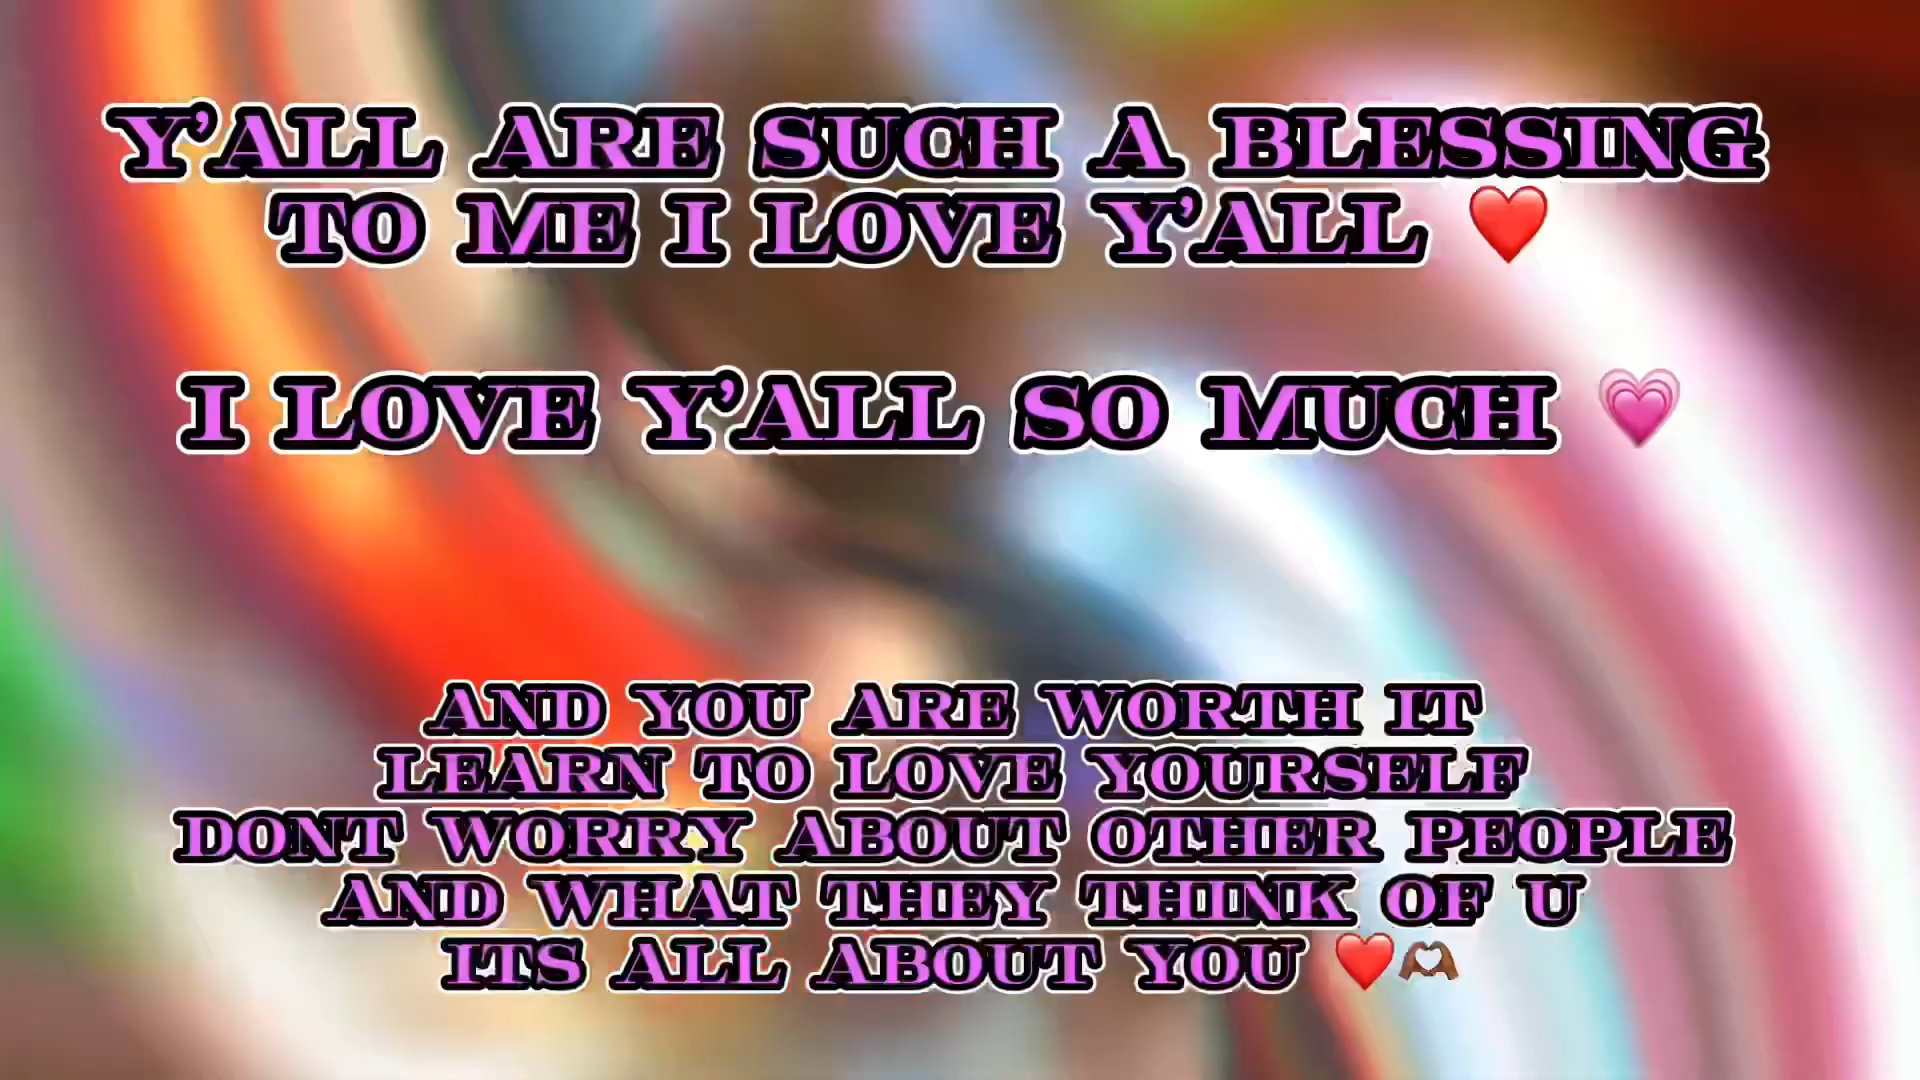 Y'ALL ARE SUCH A BLESSING
TO ME I LOVE Y'ALL ❤️
I LOVE Y'ALL SO MUCH 💗
AND YOU ARE WORTH IT
LEARN TO LOVE YOURSELF
DONT WORRY ABOUT OTHER PEOPLE
AND WHAT THEY THINK OF U
ITS ALL ABOUT YOU ❤️🫶🏾